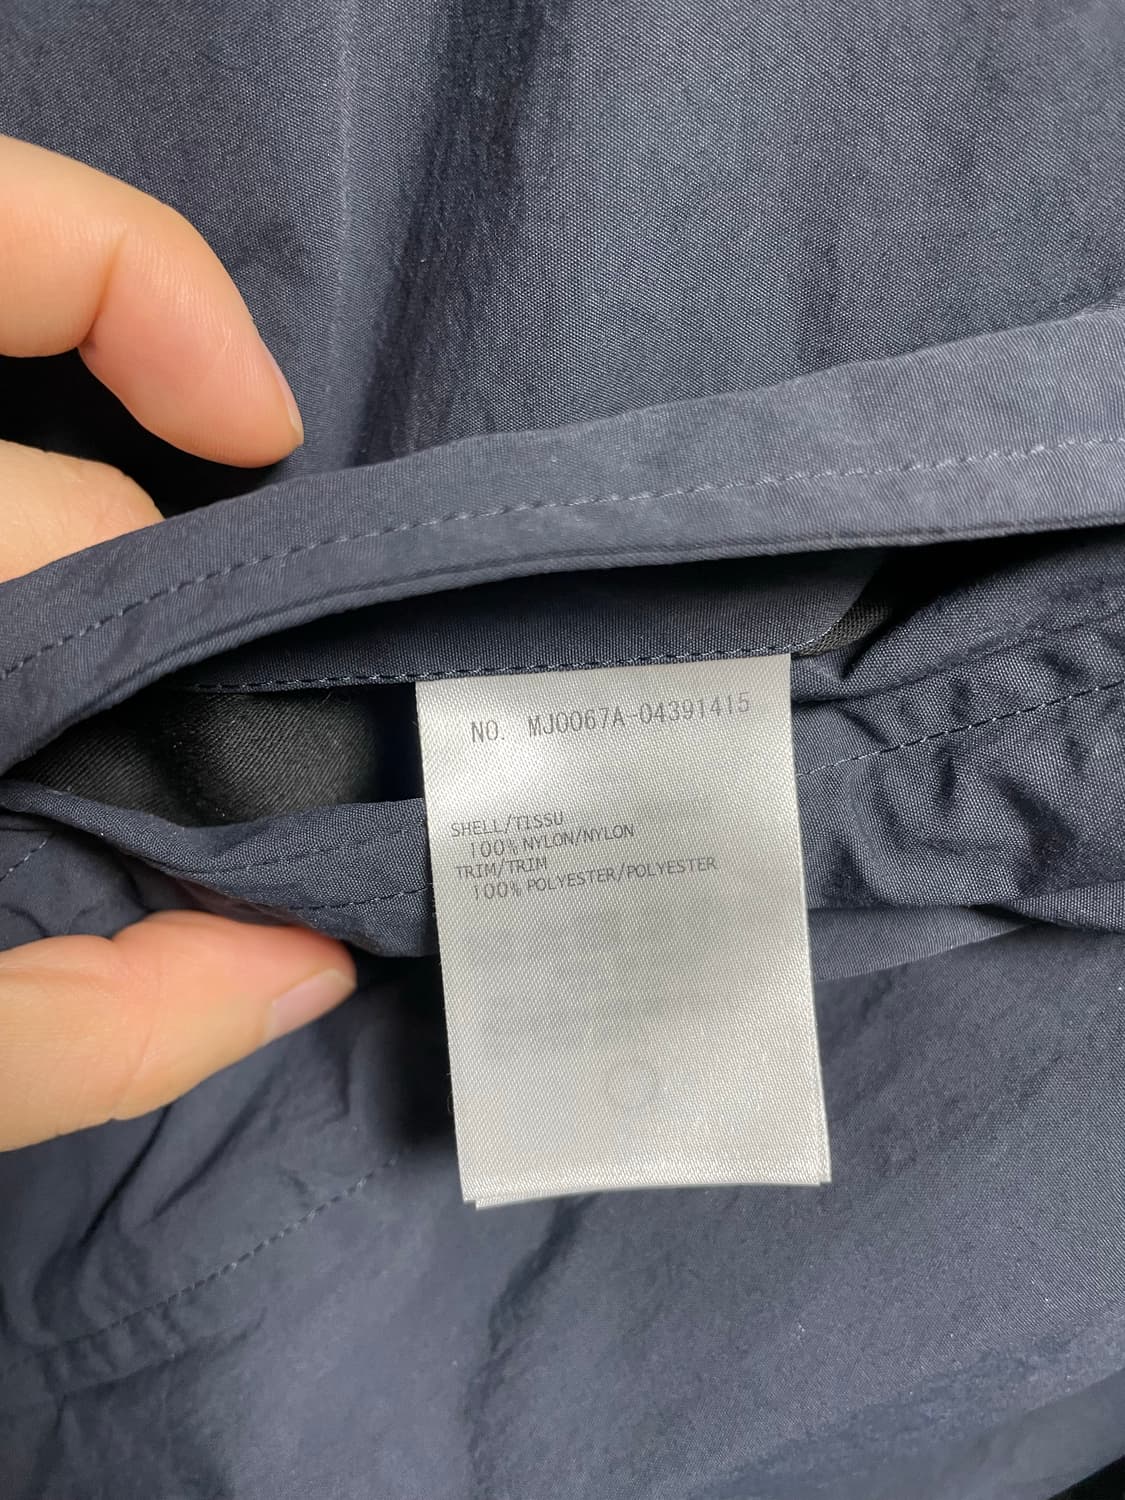 NO. MJ0067A-04391415
SHELL/TISSU
100% NYLON/NYLON
TRIM/TRIM
100% POLYESTER/POLYESTER